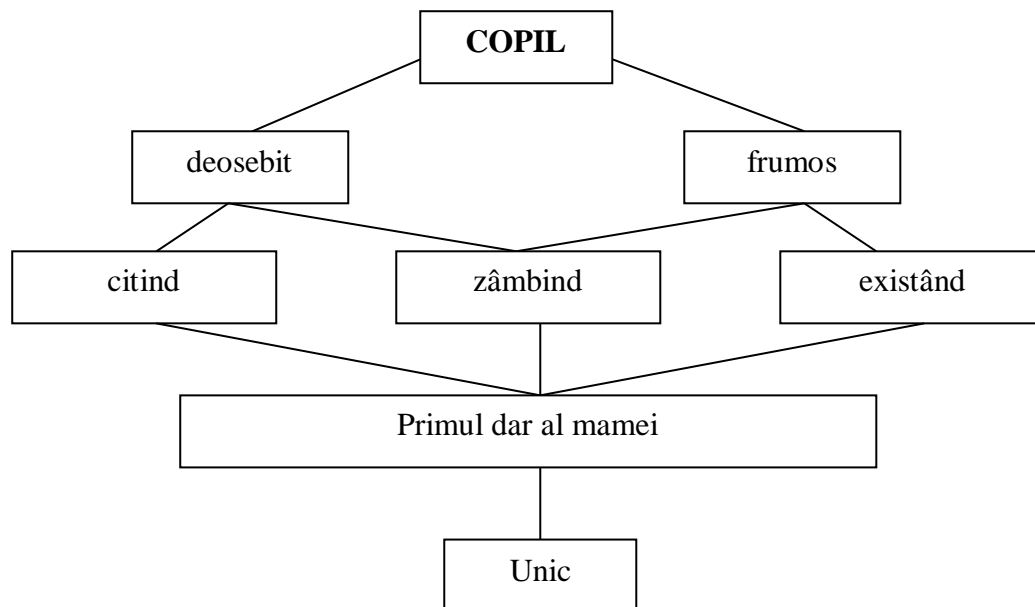 COPIL
deosebit
frumos
citind
zâmbind
existând
Primul dar al mamei
Unic